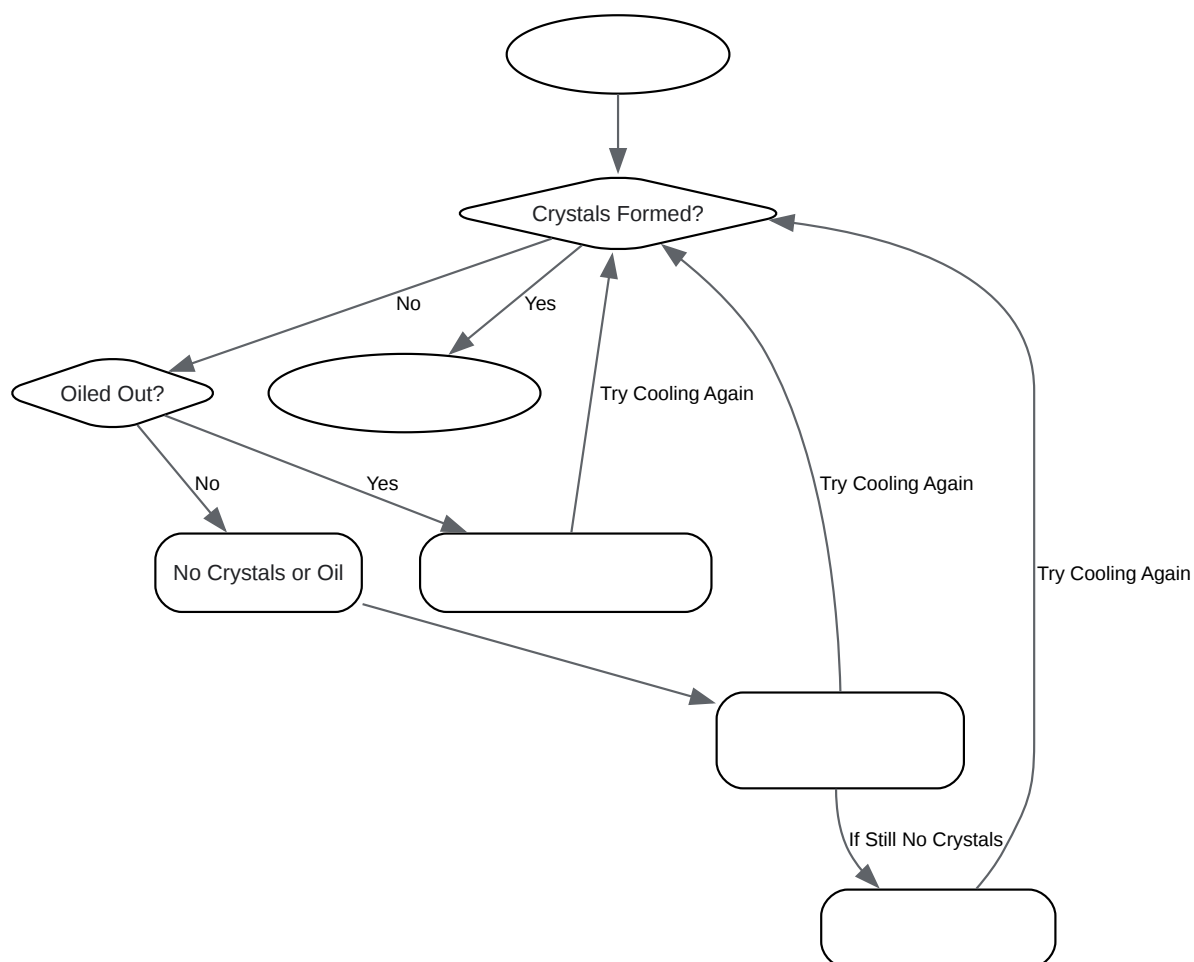 Crystals Formed?
No
Yes
Oiled Out?
Try Cooling Again
No
Yes
Try Cooling Again
No Crystals or Oil
Try Cooling Again
If Still No Crystals